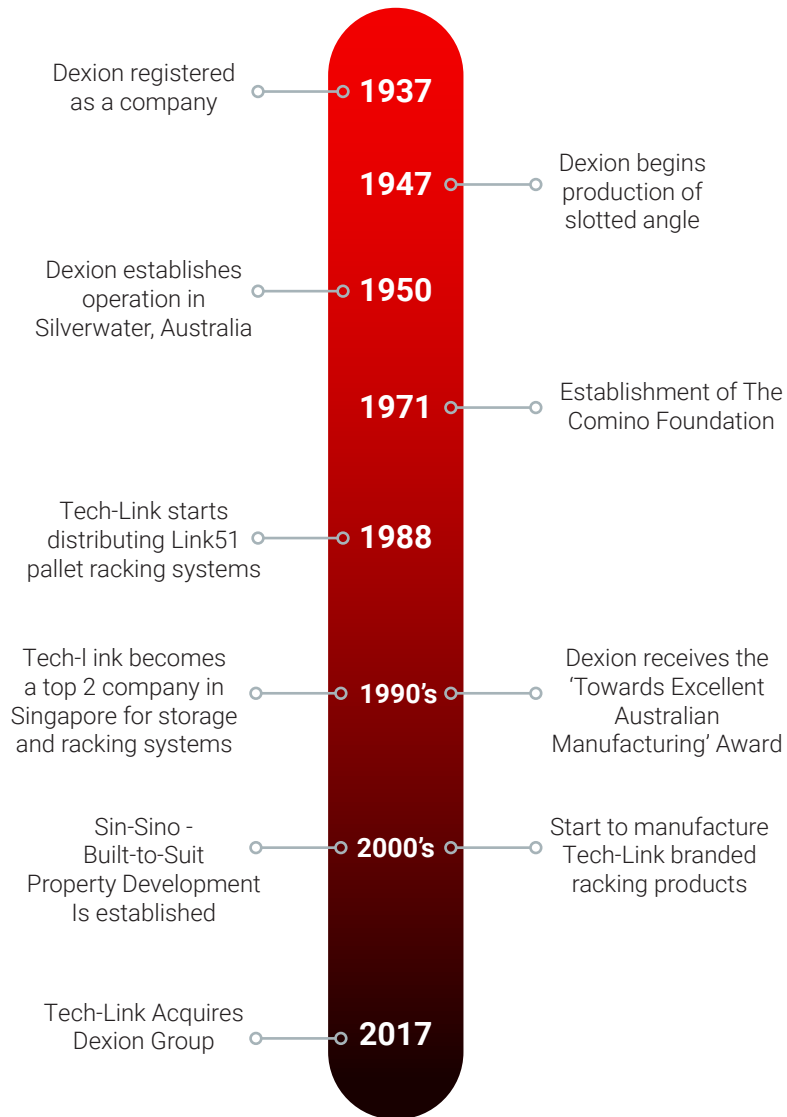 Dexion registered
as a company
1937
1947
Dexion begins
production of
slotted angle
Dexion establishes
operation in
Silverwater, Australia
1950
1971
Establishment of The
Comino Foundation
Tech-Link starts
distributing Link51
pallet racking systems
1988
Tech-l ink becomes
a top 2 company in
Singapore for storage
and racking systems
1990's
Dexion receives the
‘Towards Excellent
Australian
Manufacturing’ Award
Sin-Sino -
Built-to-Suit
Property Development
Is established
2000's
Start to manufacture
Tech-Link branded
racking products
Tech-Link Acquires
Dexion Group
2017